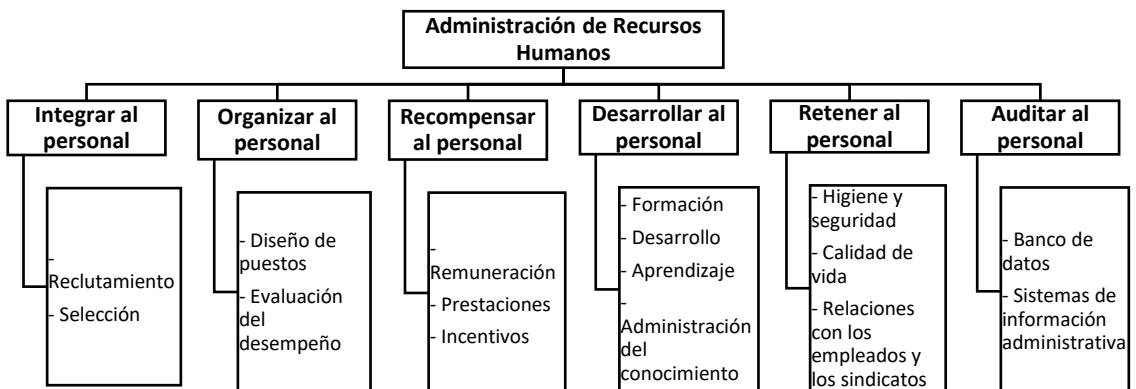 Administración de Recursos
Humanos
Integrar al
personal
- 
Reclutamiento
- Selección
Organizar al
personal
- Diseño de
puestos
- Evaluación
del
desempeño
Recompensar
al personal
- 
Remuneración
- Prestaciones
- Incentivos
Desarrollar al
personal
- Formación
- Desarrollo
- Aprendizaje
- 
Administración
del
conocimiento
Retener al
personal
- Higiene y
seguridad
- Calidad de
vida
- Relaciones
con los
empleados y
los sindicatos
Auditar al
personal
- Banco de
datos
- Sistemas de
información
administrativa